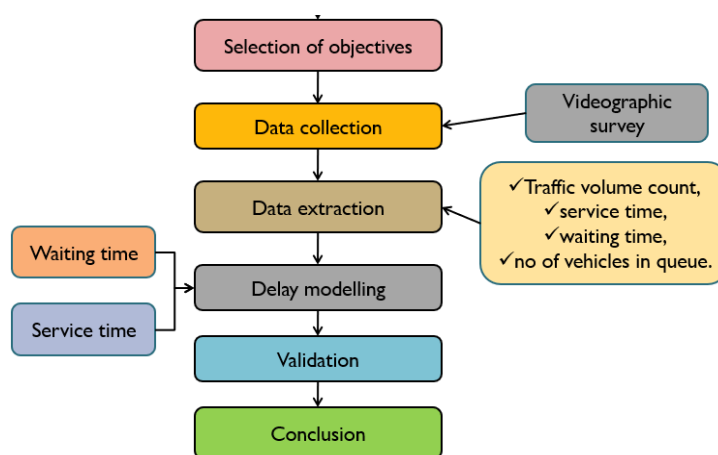 Selection of objectives
Data collection
Videographic
survey
Data extraction
✓Traffic volume count,
✓service time,
✓waiting time,
✓no of vehicles in queue.
Waiting time
Service time
Delay modelling
Validation
Conclusion